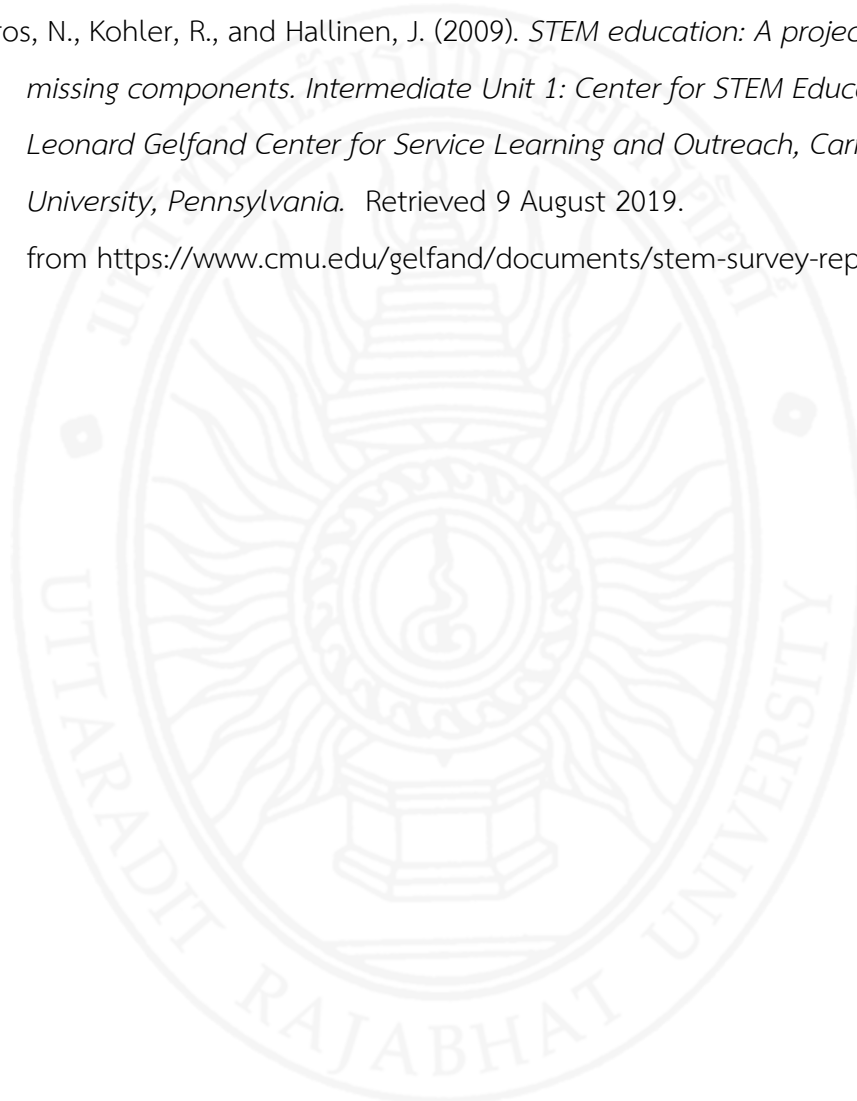 ros, N., Kohler, R., and Hallinen, J. (2009). STEM education: A projec
missing components. Intermediate Unit 1: Center for STEM Educa
Leonard Gelfand Center for Service Learning and Outreach, Car
University, Pennsylvania. Retrieved 9 August 2019.
from https://www.cmu.edu/gelfand/documents/stem-survey-rep
UTTARADIT RAJABHAT UNIVERSITY